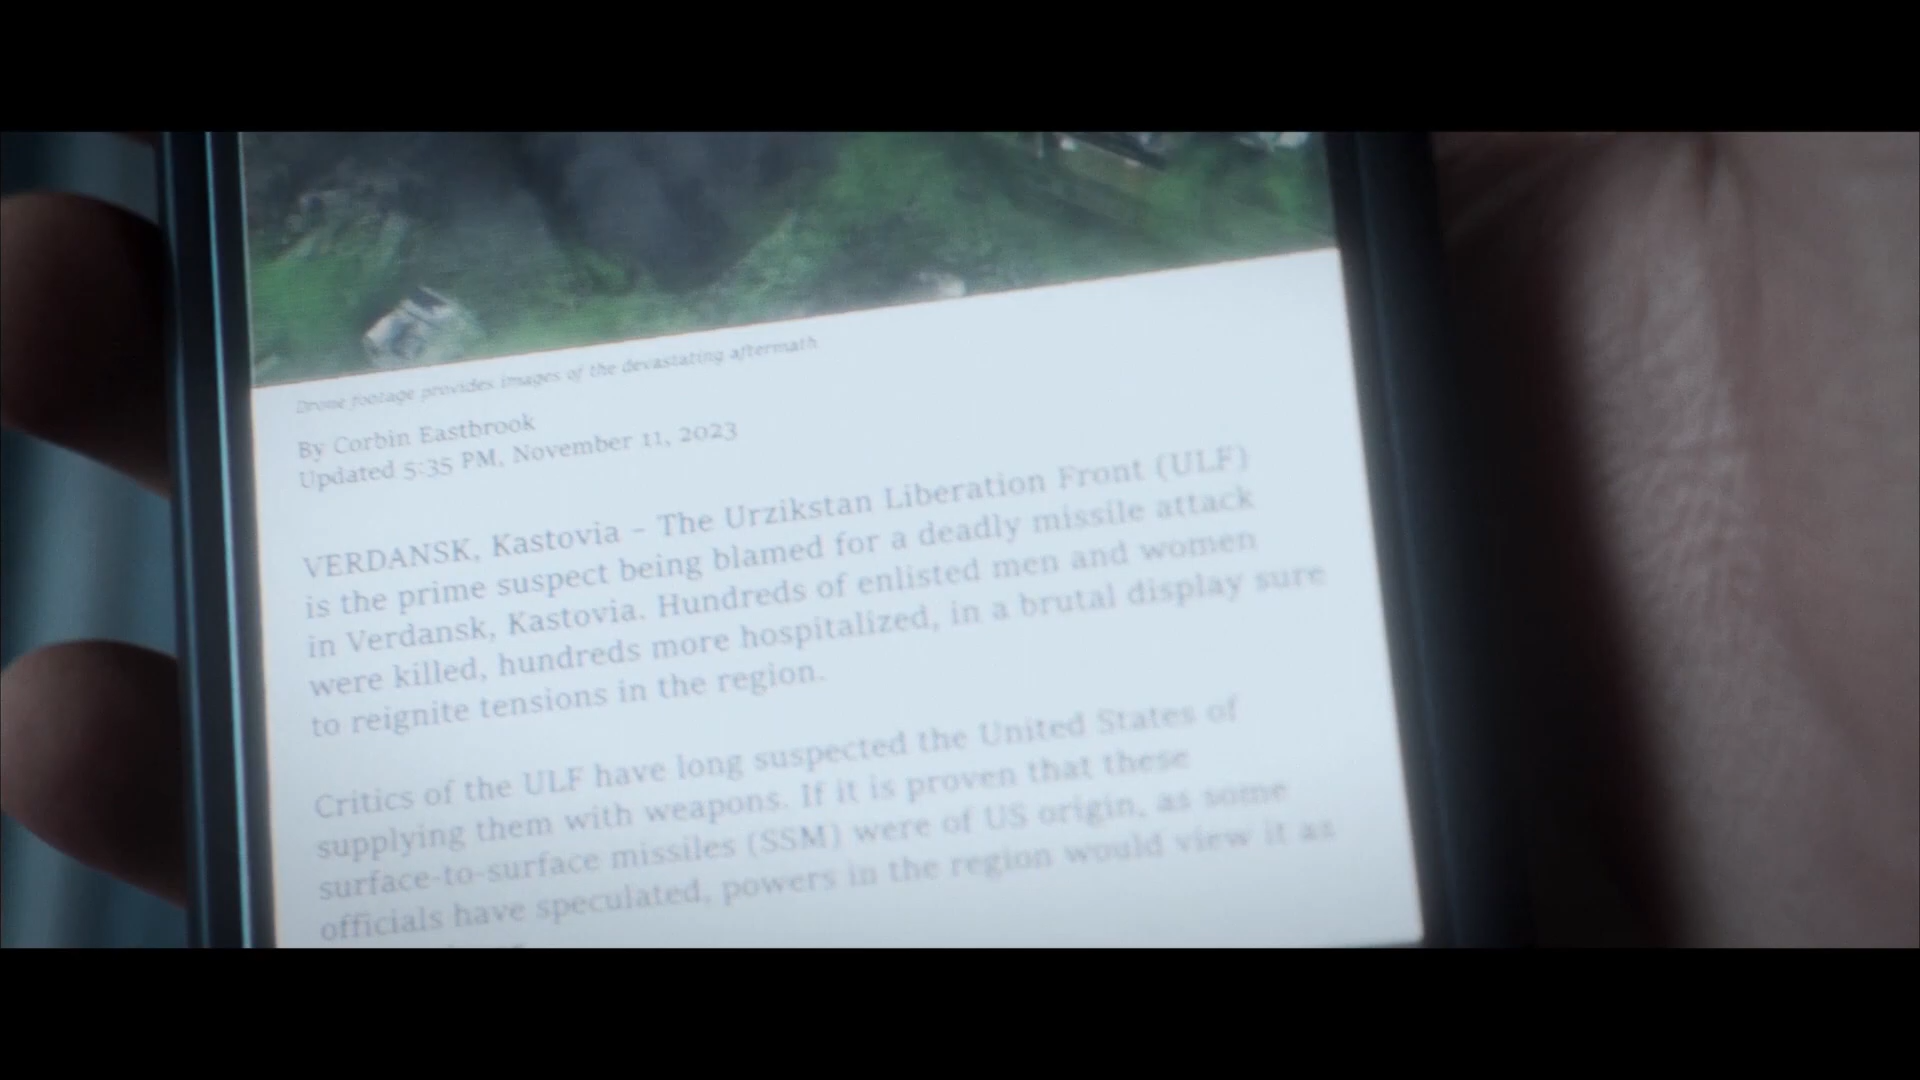 Drone footage provides images of the devastating aftermath
By Corbin Eastbrook
Updated 5:35 PM, November 11, 2023
VERDANSK, Kastovia – The Urzikstan Liberation Front (ULF)
is the prime suspect being blamed for a deadly missile attack
in Verdansk, Kastovia. Hundreds of enlisted men and women
were killed, hundreds more hospitalized, in a brutal display sure
to reignite tensions in the region.
Critics of the ULF have long suspected the United States of
supplying them with weapons. If it is proven that these
surface-to-surface missiles (SSM) were of US origin, as some
officials have speculated, powers in the region would view it as